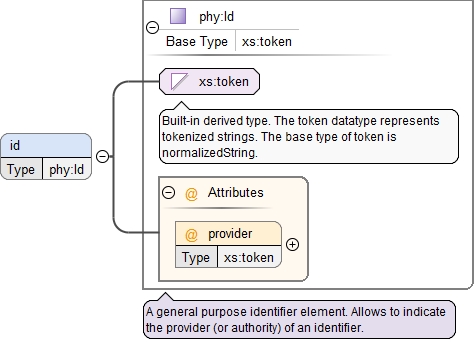 phy:Id
Base Type xs:token
xs:token
Built-in derived type. The token datatype represents
tokenized strings. The base type of token is
normalizedString.
id
Type phy:Id
@ Attributes
@ provider
Type xs:token
A general purpose identifier element. Allows to indicate
the provider (or authority) of an identifier.